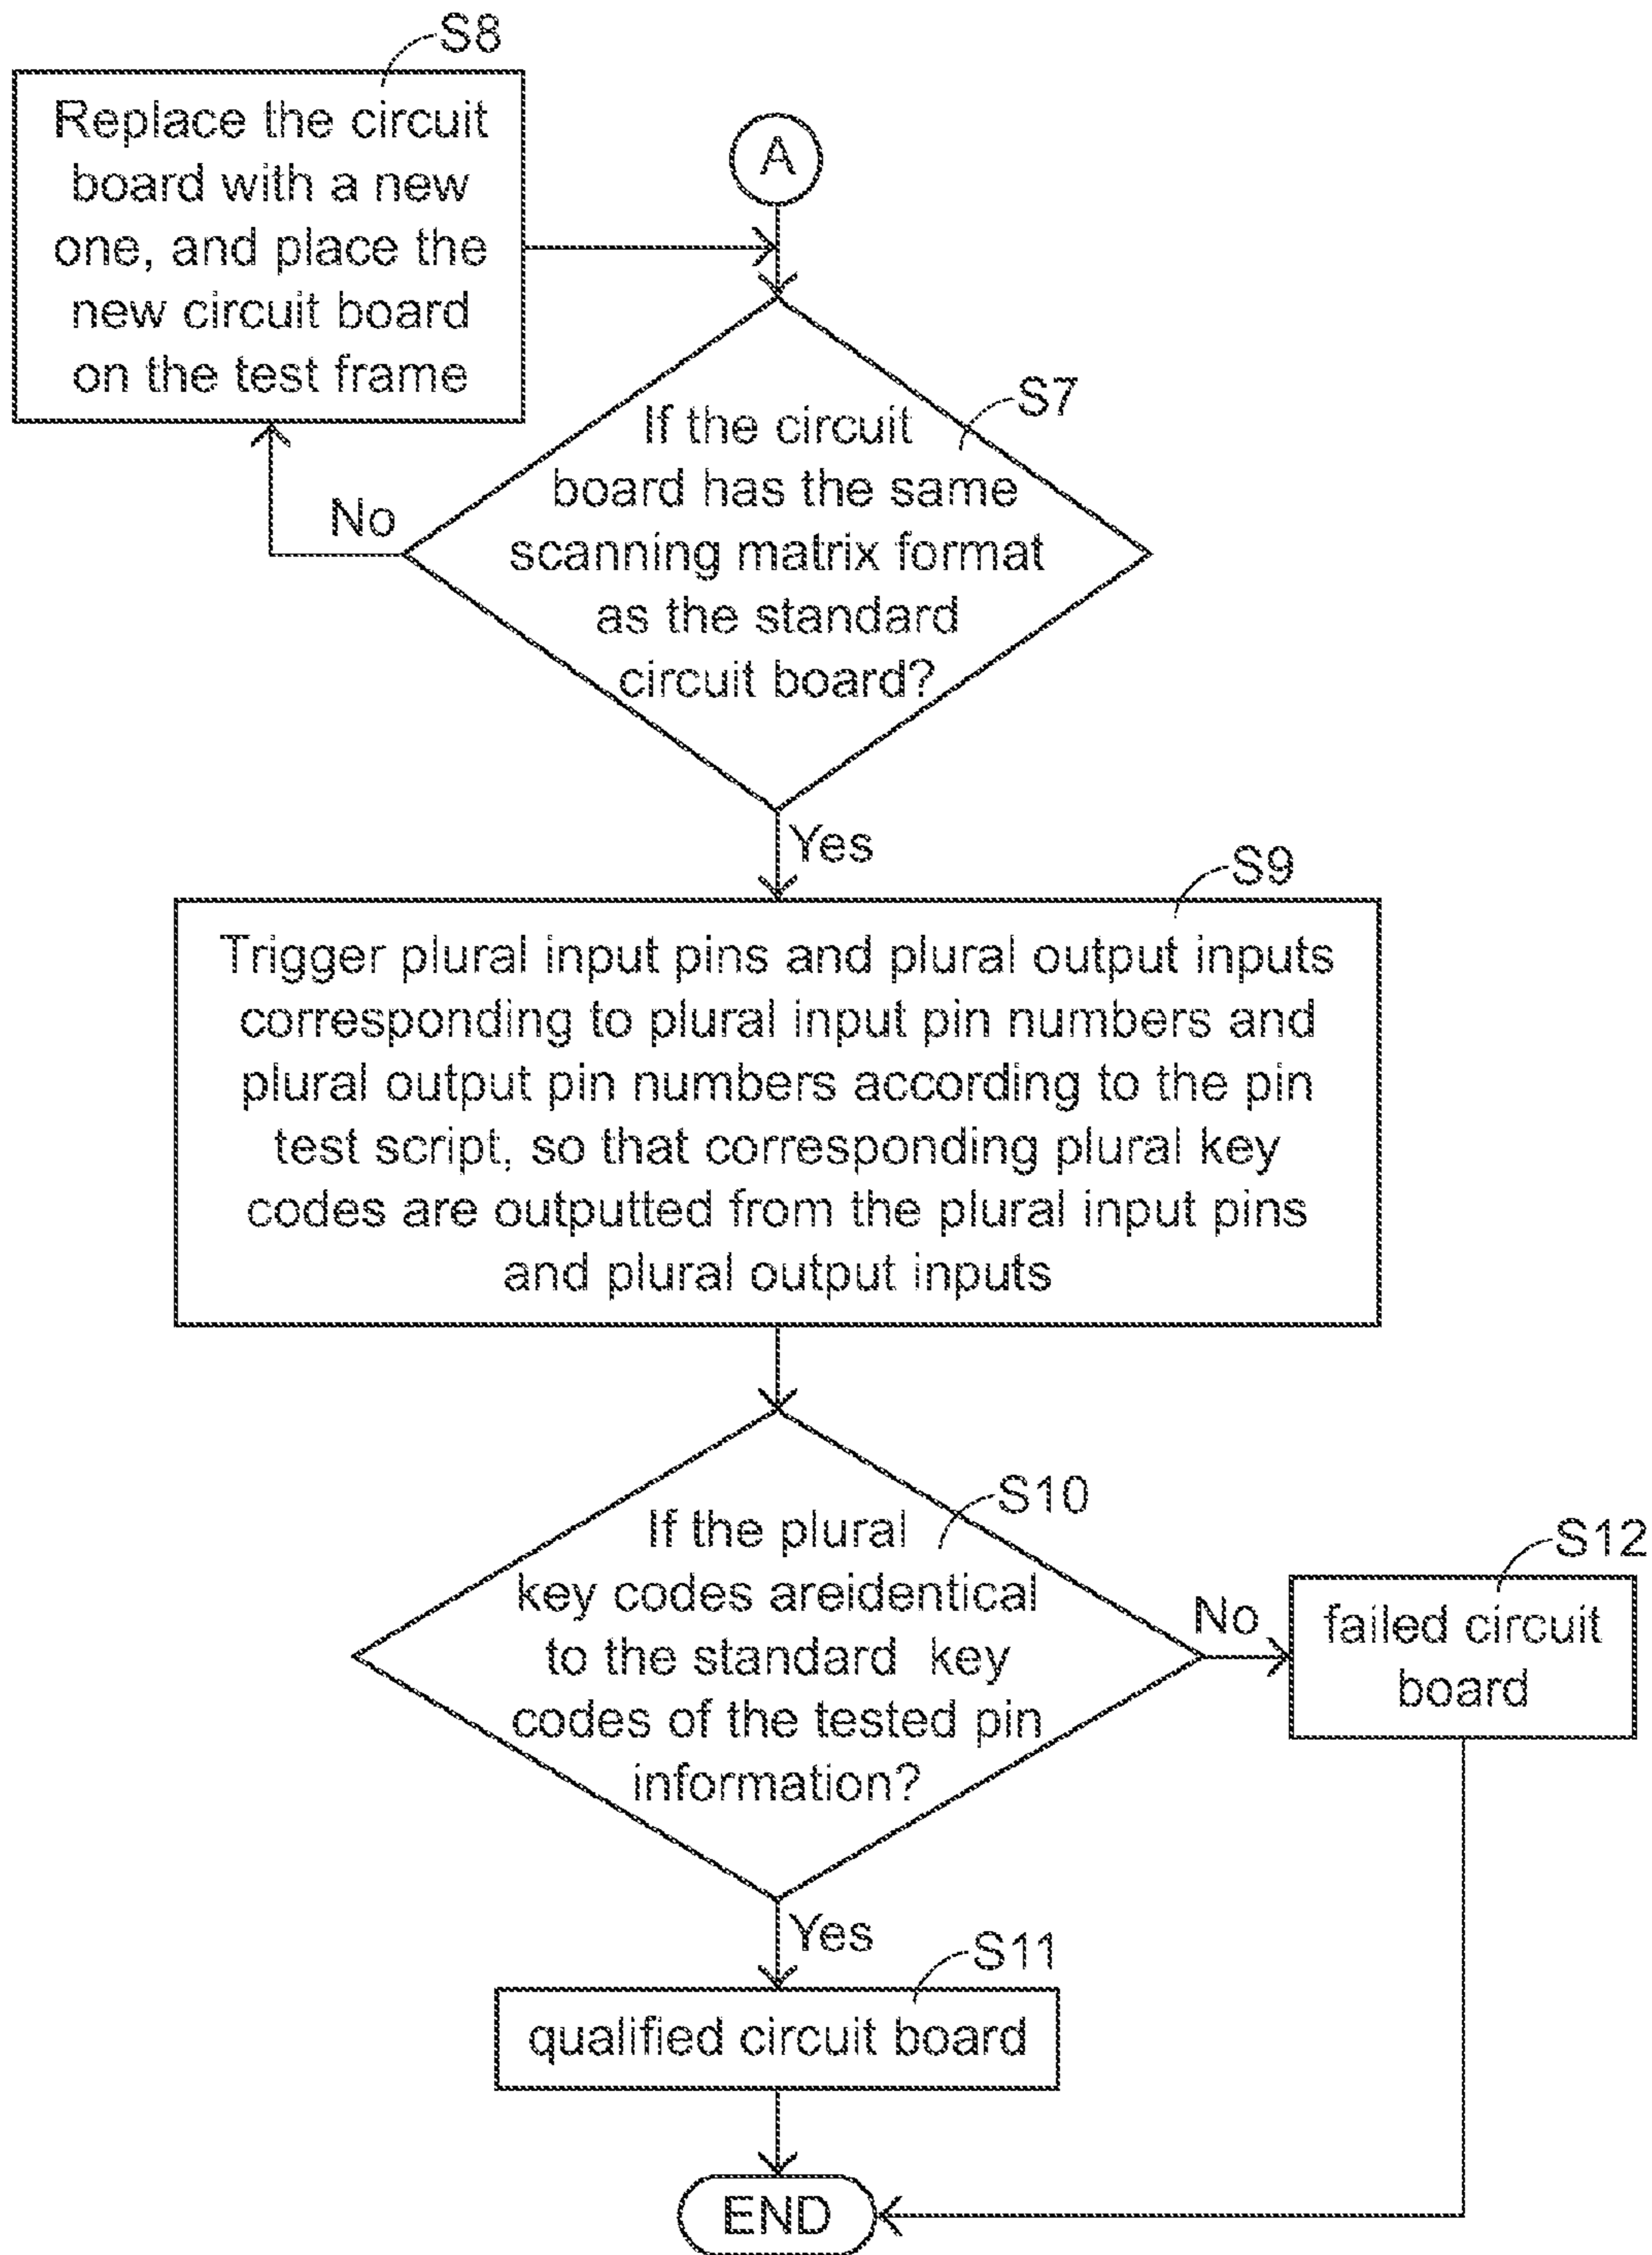 S8
Replace the circuit
board with a new
one, and place the
new circuit board
on the test frame
A
S7
If the circuit
board has the same
scanning matrix format
as the standard
circuit board?
No
Yes
S9
Trigger plural input pins and plural output inputs
corresponding to plural input pin numbers and
plural output pin numbers according to the pin
test script, so that corresponding plural key
codes are outputted from the plural input pins
and plural output inputs
S10
If the plural
key codes areidentical
to the standard key
codes of the tested pin
information?
No
S12
failed circuit
board
Yes
S11
qualified circuit board
END